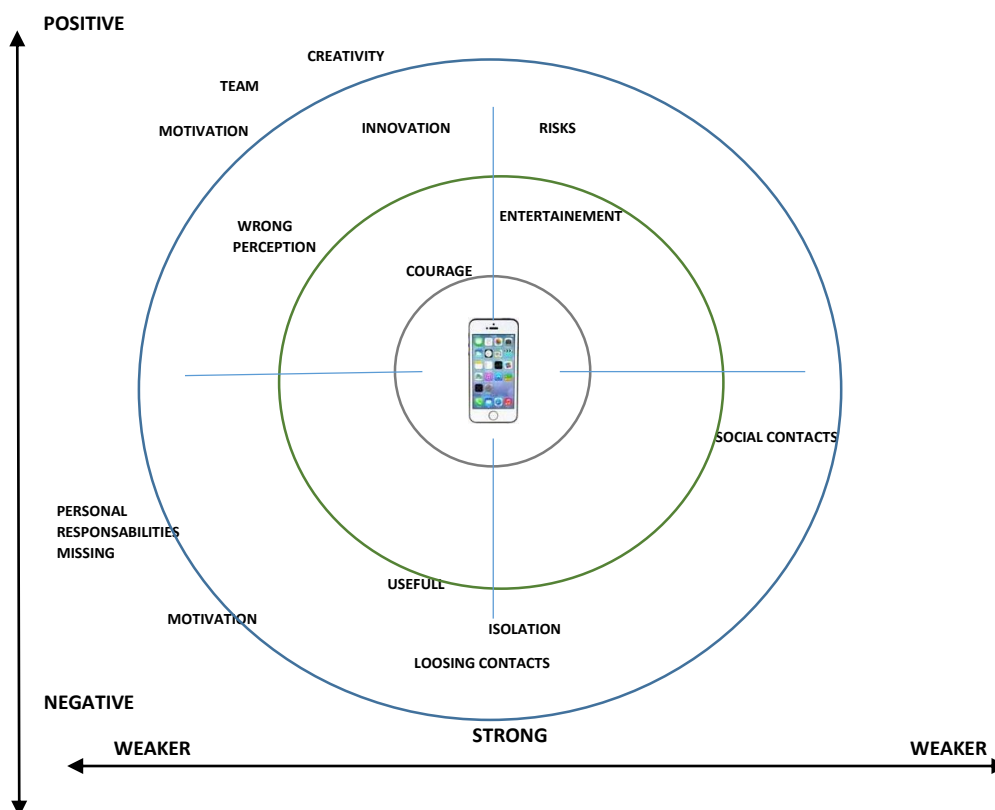 POSITIVE
CREATIVITY
TEAM
MOTIVATION
INNOVATION
RISKS
ENTERTAINEMENT
WRONG
PERCEPTION
COURAGE
SOCIAL CONTACTS
PERSONAL
RESPONSABILITIES
MISSING
USEFULL
MOTIVATION
ISOLATION
LOOSING CONTACTS
NEGATIVE
STRONG
WEAKER
WEAKER